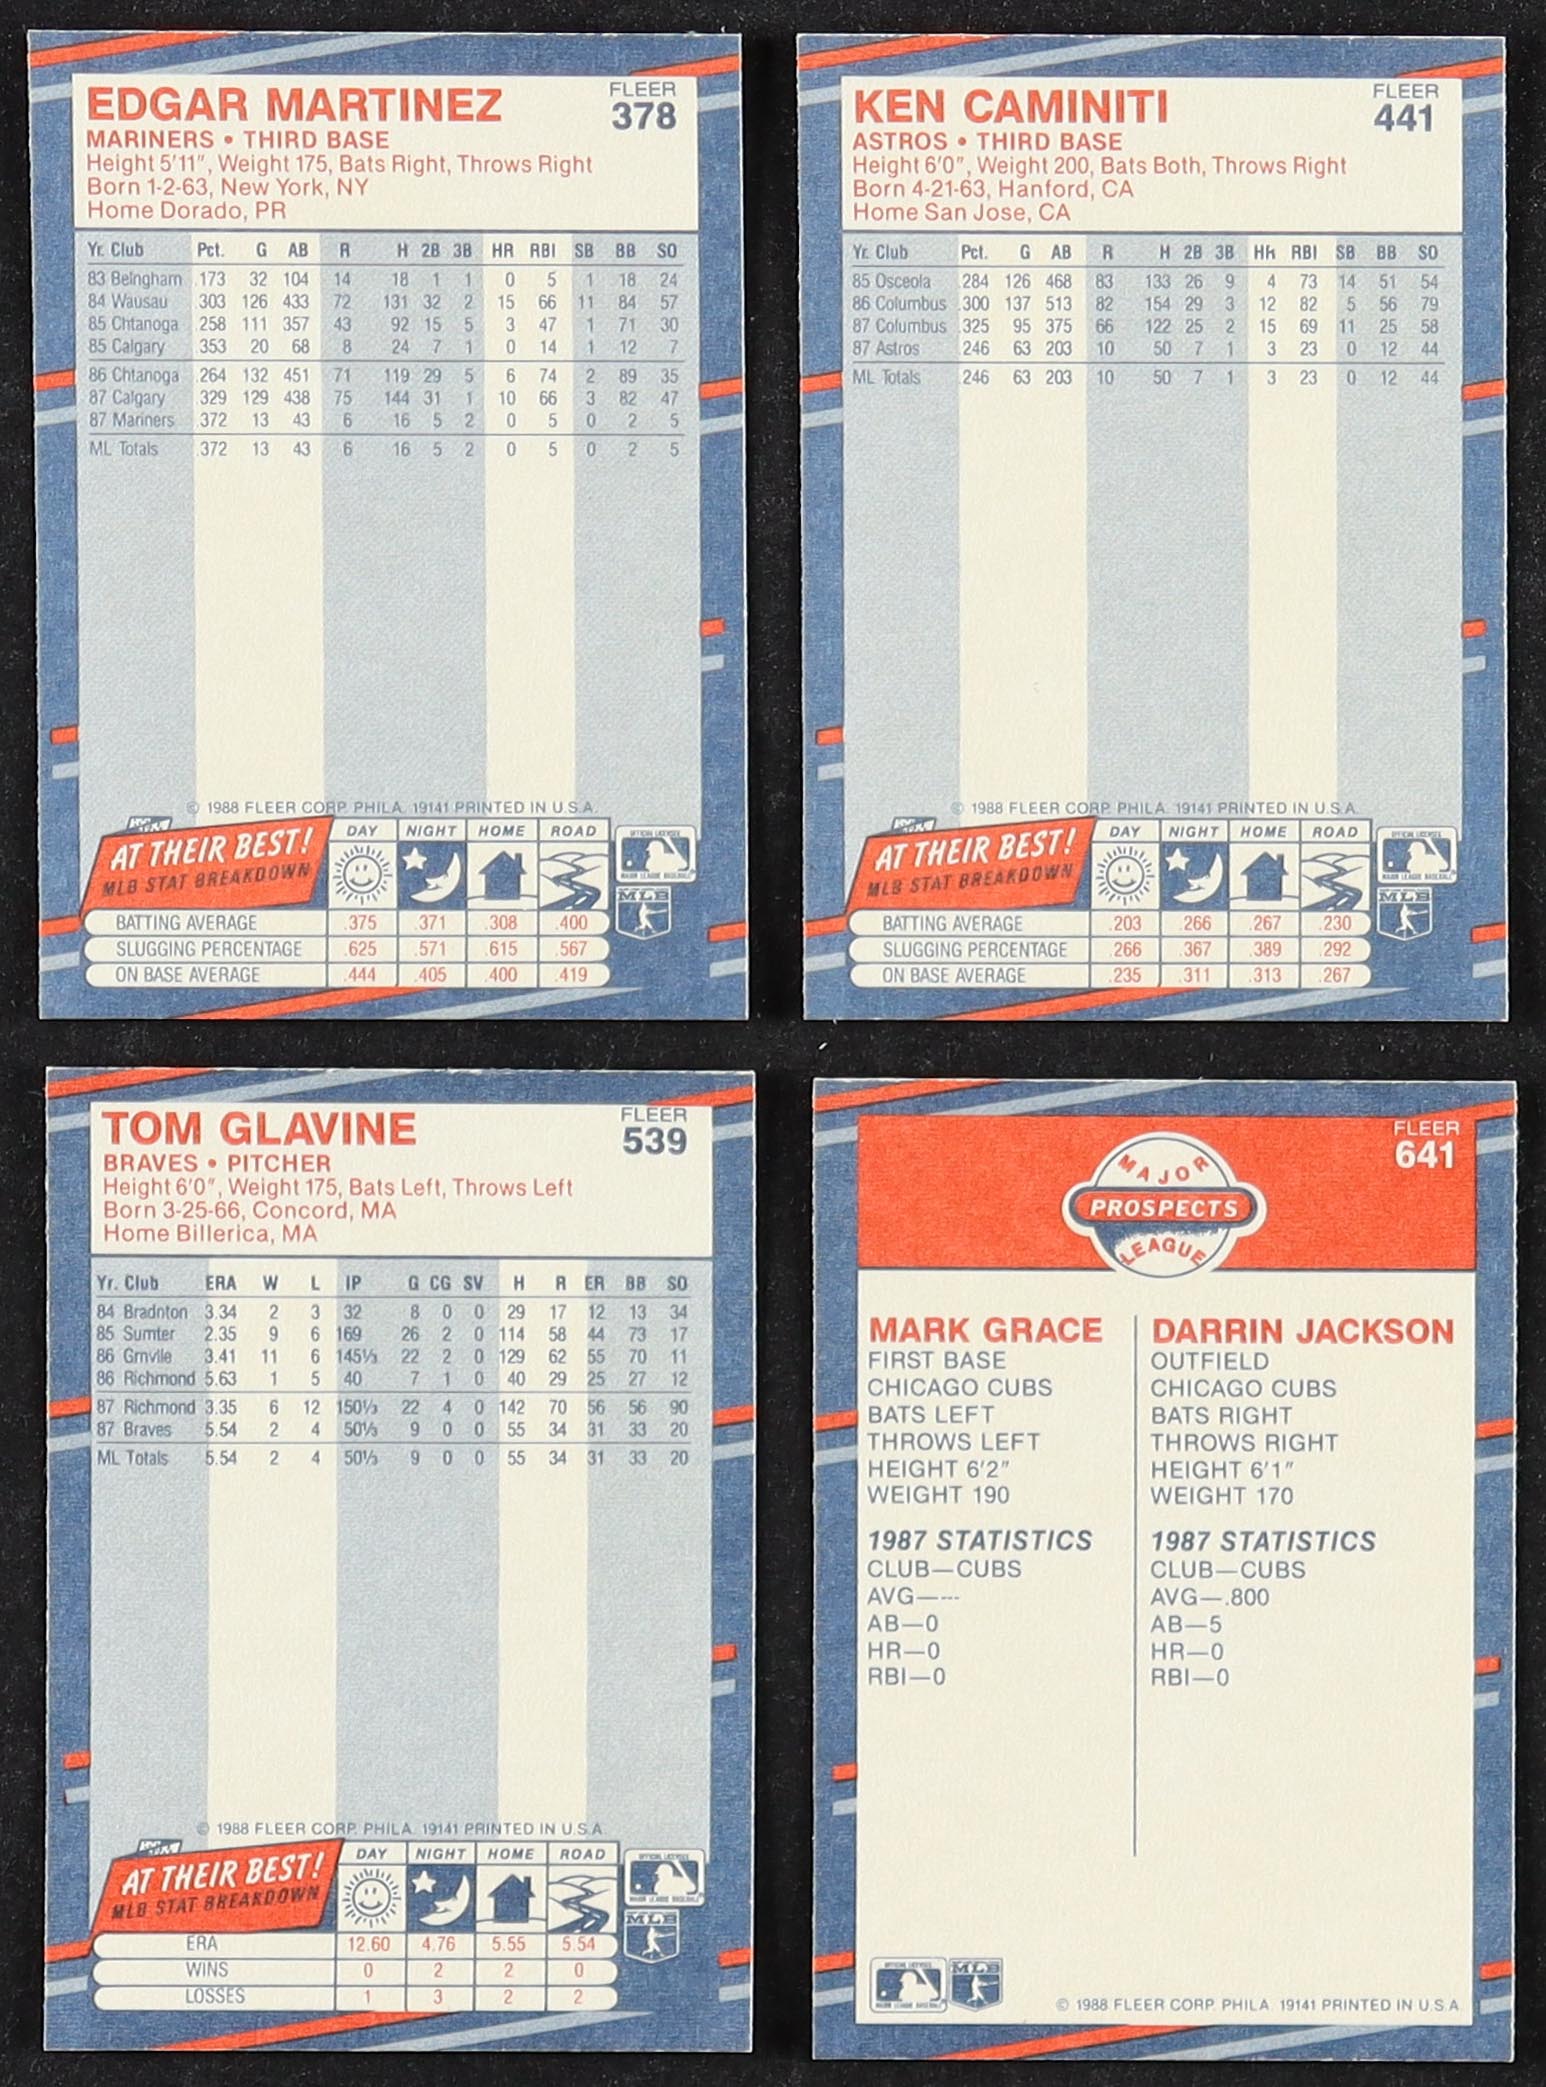 EDGAR MARTINEZ
FLEER
378
MARINERS • THIRD BASE
Height 5'11", Weight 175, Bats Right, Throws Right
Born 1-2-63, New York, NY
Home Dorado, PR
Yr. Club Pct. G AB R H 2B 3B HR RBI SB BB SO
83 Belngham .173 32 104 14 18 1 1 0 5 1 18 24
84 Wausau .303 126 433 72 131 32 2 15 66 11 84 57
85 Chtanoga .258 111 357 43 92 15 5 3 47 1 71 30
85 Calgary .353 20 68 8 24 7 1 0 14 1 12 7
86 Chtanoga .264 132 451 71 119 29 5 6 74 2 89 35
87 Calgary .329 129 438 75 144 31 1 10 66 3 82 47
87 Mariners .372 13 43 6 16 5 2 0 5 0 2 5
ML Totals .372 13 43 6 16 5 2 0 5 0 2 5
© 1988 FLEER CORP. PHILA. 19141 PRINTED IN U.S.A.
AT THEIR BEST!
MLB STAT BREAKDOWN
DAY NIGHT HOME ROAD
BATTING AVERAGE .375 .371 .308 .400
SLUGGING PERCENTAGE .625 .571 .615 .567
ON BASE AVERAGE .444 .405 .400 .419
MLB
KEN CAMINITI
FLEER
441
ASTROS • THIRD BASE
Height 6'0", Weight 200, Bats Both, Throws Right
Born 4-21-63, Hanford, CA
Home San Jose, CA
Yr. Club Pct. G AB R H 2B 3B HR RBI SB BB SO
85 Osceola .284 126 468 83 133 26 9 4 73 14 51 54
86 Columbus .300 137 513 82 154 29 3 12 82 5 56 79
87 Columbus .325 95 375 66 122 25 2 15 69 11 25 58
87 Astros .246 63 203 10 50 7 1 3 23 0 12 44
ML Totals .246 63 203 10 50 7 1 3 23 0 12 44
© 1988 FLEER CORP. PHILA. 19141 PRINTED IN U.S.A.
AT THEIR BEST!
MLB STAT BREAKDOWN
DAY NIGHT HOME ROAD
BATTING AVERAGE .203 .266 .267 .230
SLUGGING PERCENTAGE .266 .367 .389 .292
ON BASE AVERAGE .235 .311 .313 .267
MLB
TOM GLAVINE
FLEER
539
BRAVES • PITCHER
Height 6'0", Weight 175, Bats Left, Throws Left
Born 3-25-66, Concord, MA
Home Billerica, MA
Yr. Club ERA W L IP G CG SV H R ER BB SO
84 Bradnton 3.34 2 3 32 8 0 0 29 17 12 13 34
85 Sumter 2.35 9 6 169 26 2 0 114 58 44 73 17
86 Grnvlle 3.41 11 6 145⅓ 22 2 0 129 62 55 70 11
86 Richmond 5.63 1 5 40 7 1 0 40 29 25 27 12
87 Richmond 3.35 6 12 150⅓ 22 4 0 142 70 56 56 90
87 Braves 5.54 2 4 50⅓ 9 0 0 55 34 31 33 20
ML Totals 5.54 2 4 50⅓ 9 0 0 55 34 31 33 20
© 1988 FLEER CORP. PHILA. 19141 PRINTED IN U.S.A.
AT THEIR BEST!
MLB STAT BREAKDOWN
DAY NIGHT HOME ROAD
ERA 12.60 4.76 5.55 5.54
WINS 0 2 2 0
LOSSES 1 3 2 2
MLB
FLEER
641
MAJOR
PROSPECTS
LEAGUE
MARK GRACE
FIRST BASE
CHICAGO CUBS
BATS LEFT
THROWS LEFT
HEIGHT 6'2"
WEIGHT 190
1987 STATISTICS
CLUB—CUBS
AVG—---
AB—0
HR—0
RBI—0
DARRIN JACKSON
OUTFIELD
CHICAGO CUBS
BATS RIGHT
THROWS RIGHT
HEIGHT 6'1"
WEIGHT 170
1987 STATISTICS
CLUB—CUBS
AVG—.800
AB—5
HR—0
RBI—0
MLB
© 1988 FLEER CORP. PHILA. 19141 PRINTED IN U.S.A.